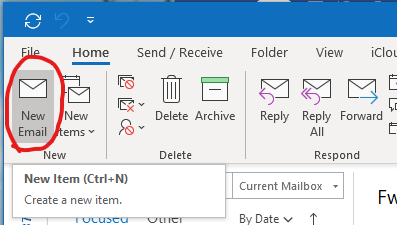 File Home Send / Receive Folder View iClou
New Email
New Items
Delete
Archive
Reply
Reply All
Forward
New
Delete
Respond
New Item (Ctrl+N)
Create a new item.
Current Mailbox
Focused Other
By Date
Fw